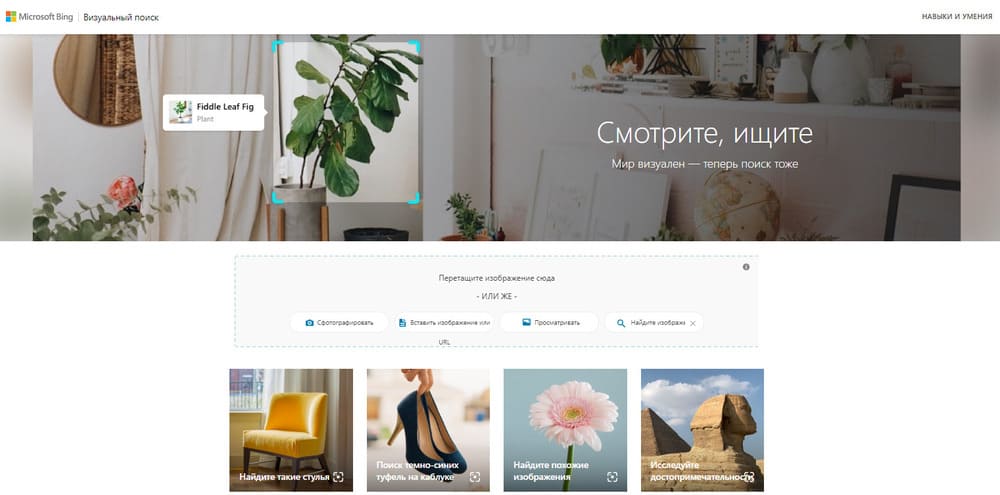 Microsoft Bing | Визуальный поиск
НАВЫКИ И УМЕНИЯ
Fiddle Leaf Fig
Plant
Смотрите, ищите
Мир визуален — теперь поиск тоже
Перетащите изображение сюда
- ИЛИ ЖЕ -
Сфотографировать
Вставить изображение или
URL
Просматривать
Найдите изображ
Найдите такие стулья
Поиск темно-синих
туфель на каблуке
Найдите похожие
изображения
Исследуйте
достопримечательность